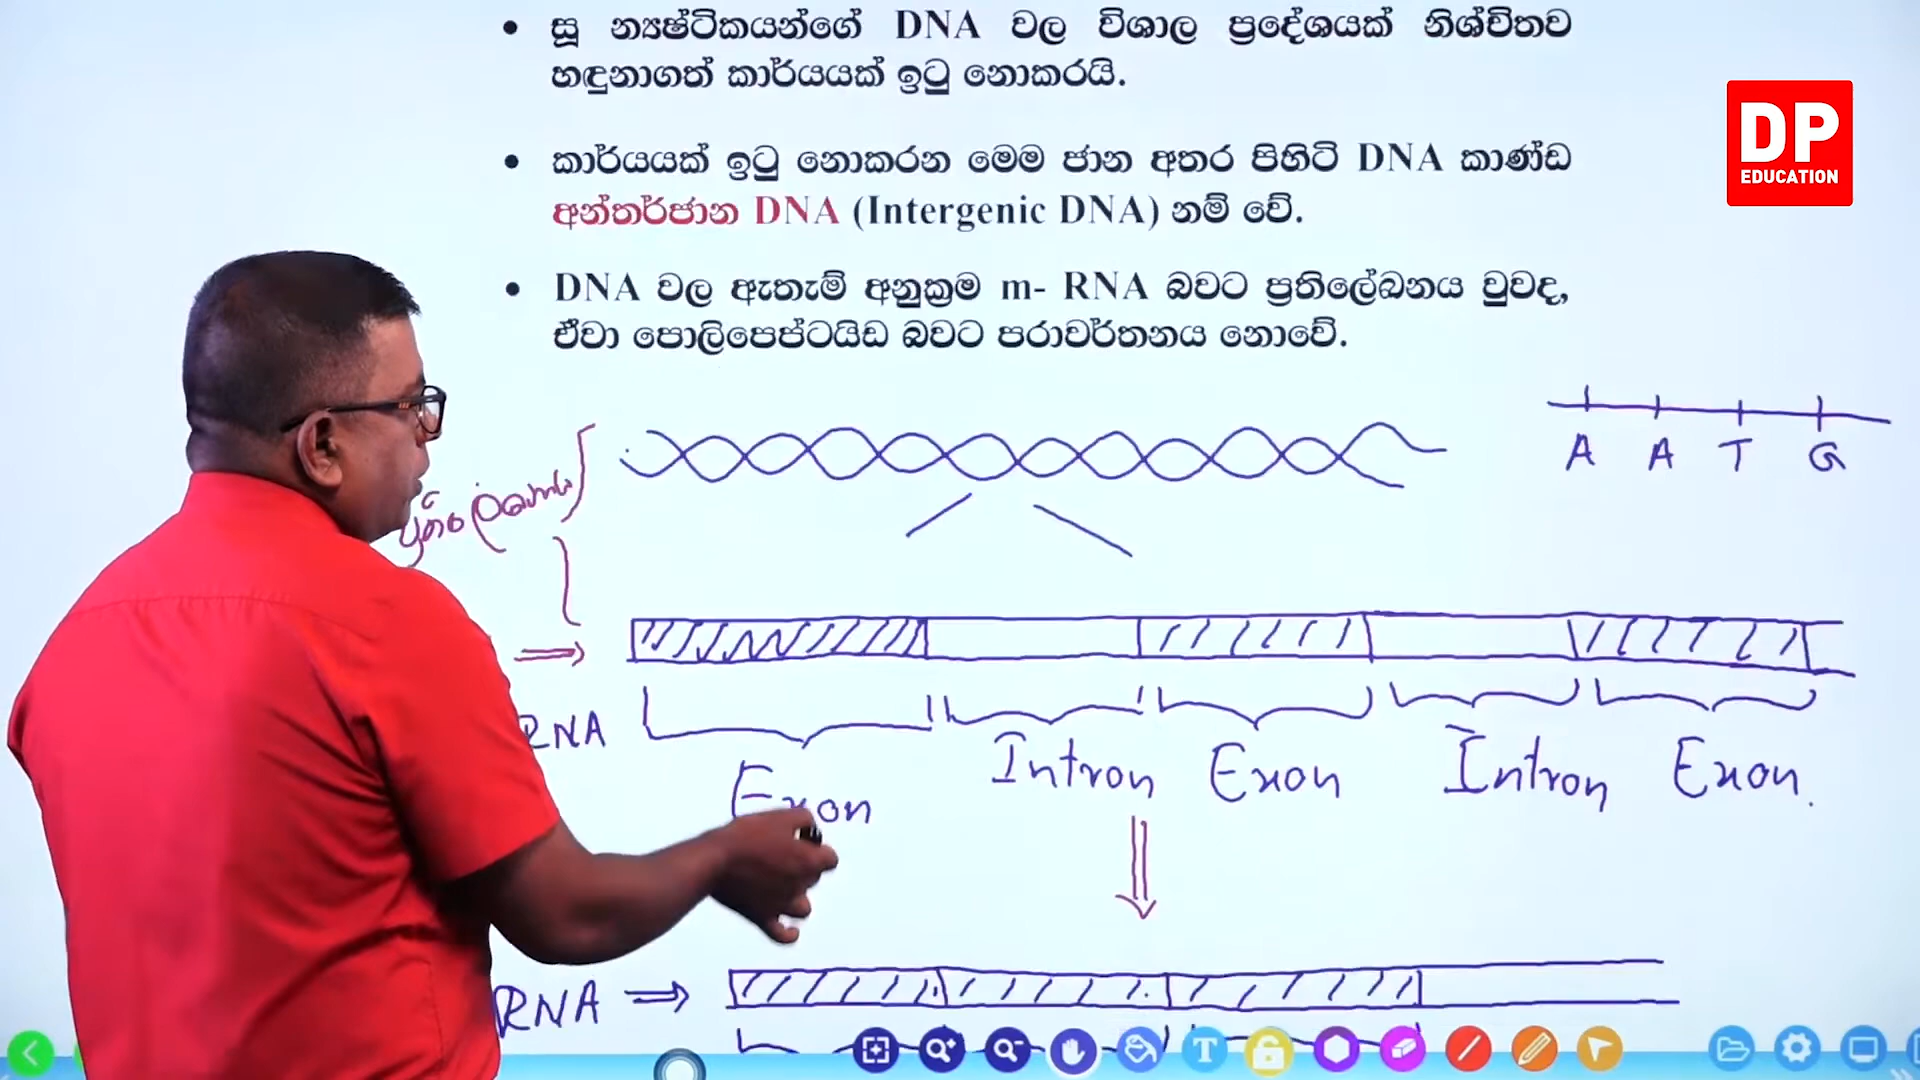 • සූ න්‍යෂ්ටිකයන්ගේ DNA වල විශාල ප්‍රදේශයක් නිශ්චිතව
හඳුනාගත් කාර්යයක් ඉටු නොකරයි.
DP
EDUCATION
• කාර්යයක් ඉටු නොකරන මෙම ජාන අතර පිහිටි DNA කාණ්ඩ
අන්තර්ජාන DNA (Intergenic DNA) නම් වේ.
• DNA වල ඇතැම් අනුක්‍රම m- RNA බවට ප්‍රතිලේඛනය වුවද,
ඒවා පොලිපෙප්ටයිඩ බවට පරාවර්තනය නොවේ.
A A T G
RNA
Exon Intron Exon Intron Exon.
RNA